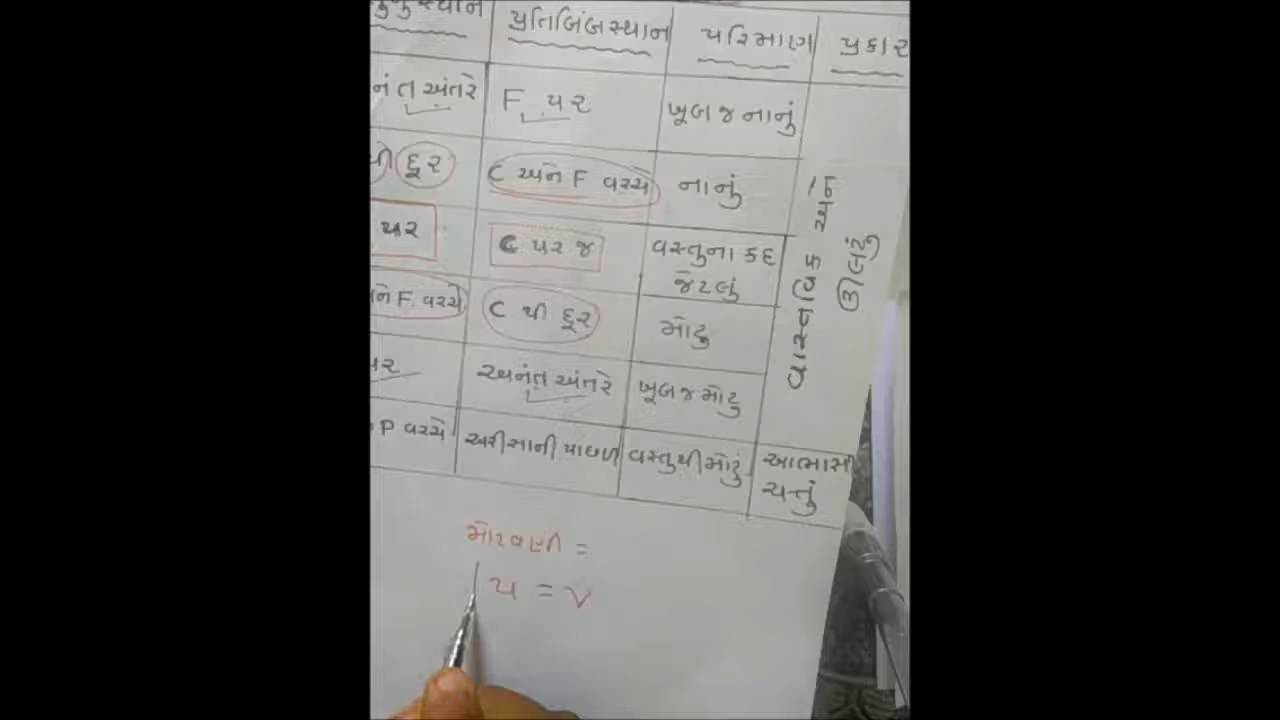 સ્થાન પ્રતિબિંબસ્થાન પરિમાણ પ્રકાર
નંત અંતરે F પર ખૂબ જ નાનું
થી દૂર C અને F વચ્ચે નાનું
પર C પર જ વસ્તુના કદ
જેટલું
ને F વચ્ચે C થી દૂર મોટુ
પર અનંત અંતરે ખૂબ જ મોટુ
વાસ્તવિક અને
ઊલટું
P વચ્ચે અરીસાની પાછળ વસ્તુથી મોટું આભાસી
ચત્તું
મોટવણી =
u = v